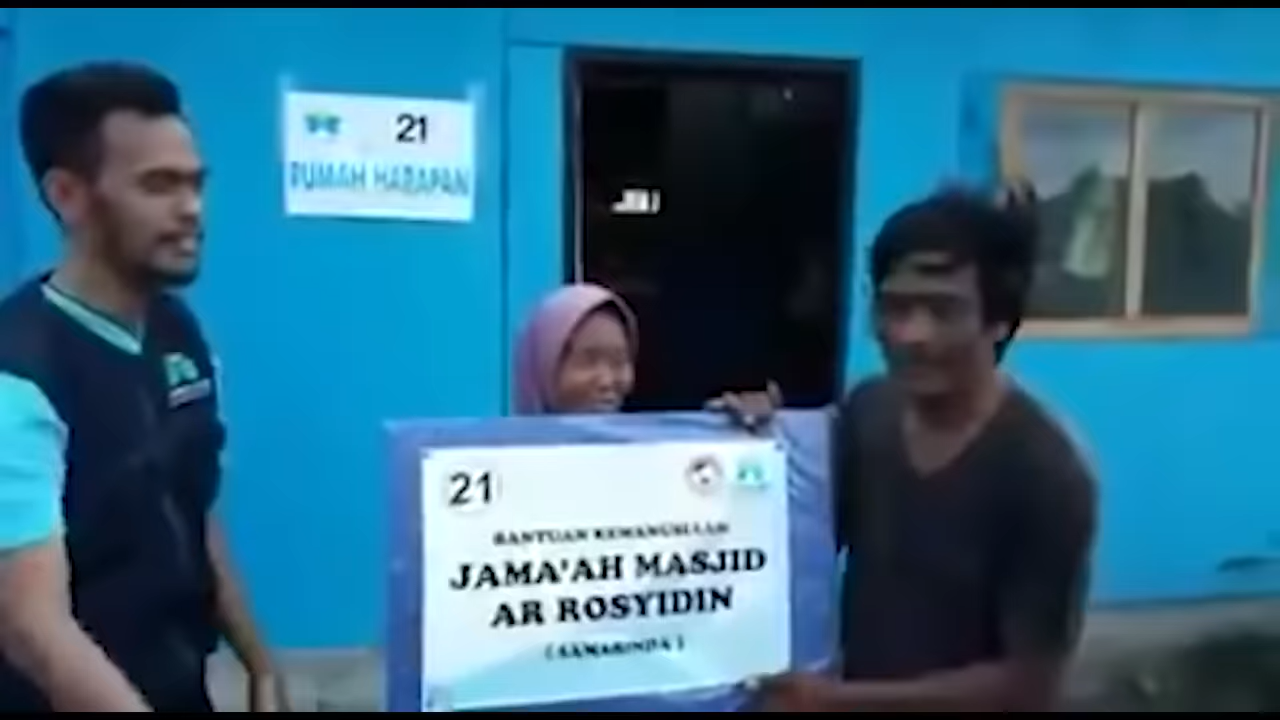 21
RUMAH HARAPAN
21
BANTUAN KEMANUSIAAN
JAMA'AH MASJID
AR ROSYIDIN
( SAMARINDA )